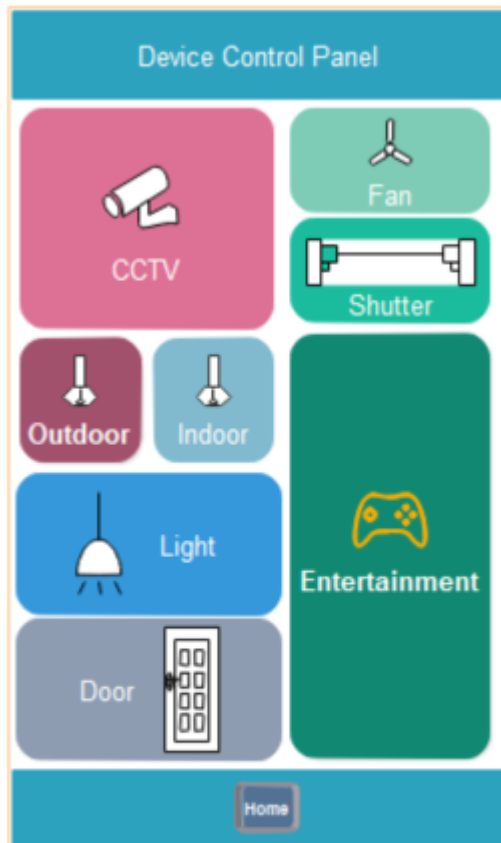 Device Control Panel
CCTV
Fan
Shutter
Outdoor
Indoor
Light
Entertainment
Door
Home